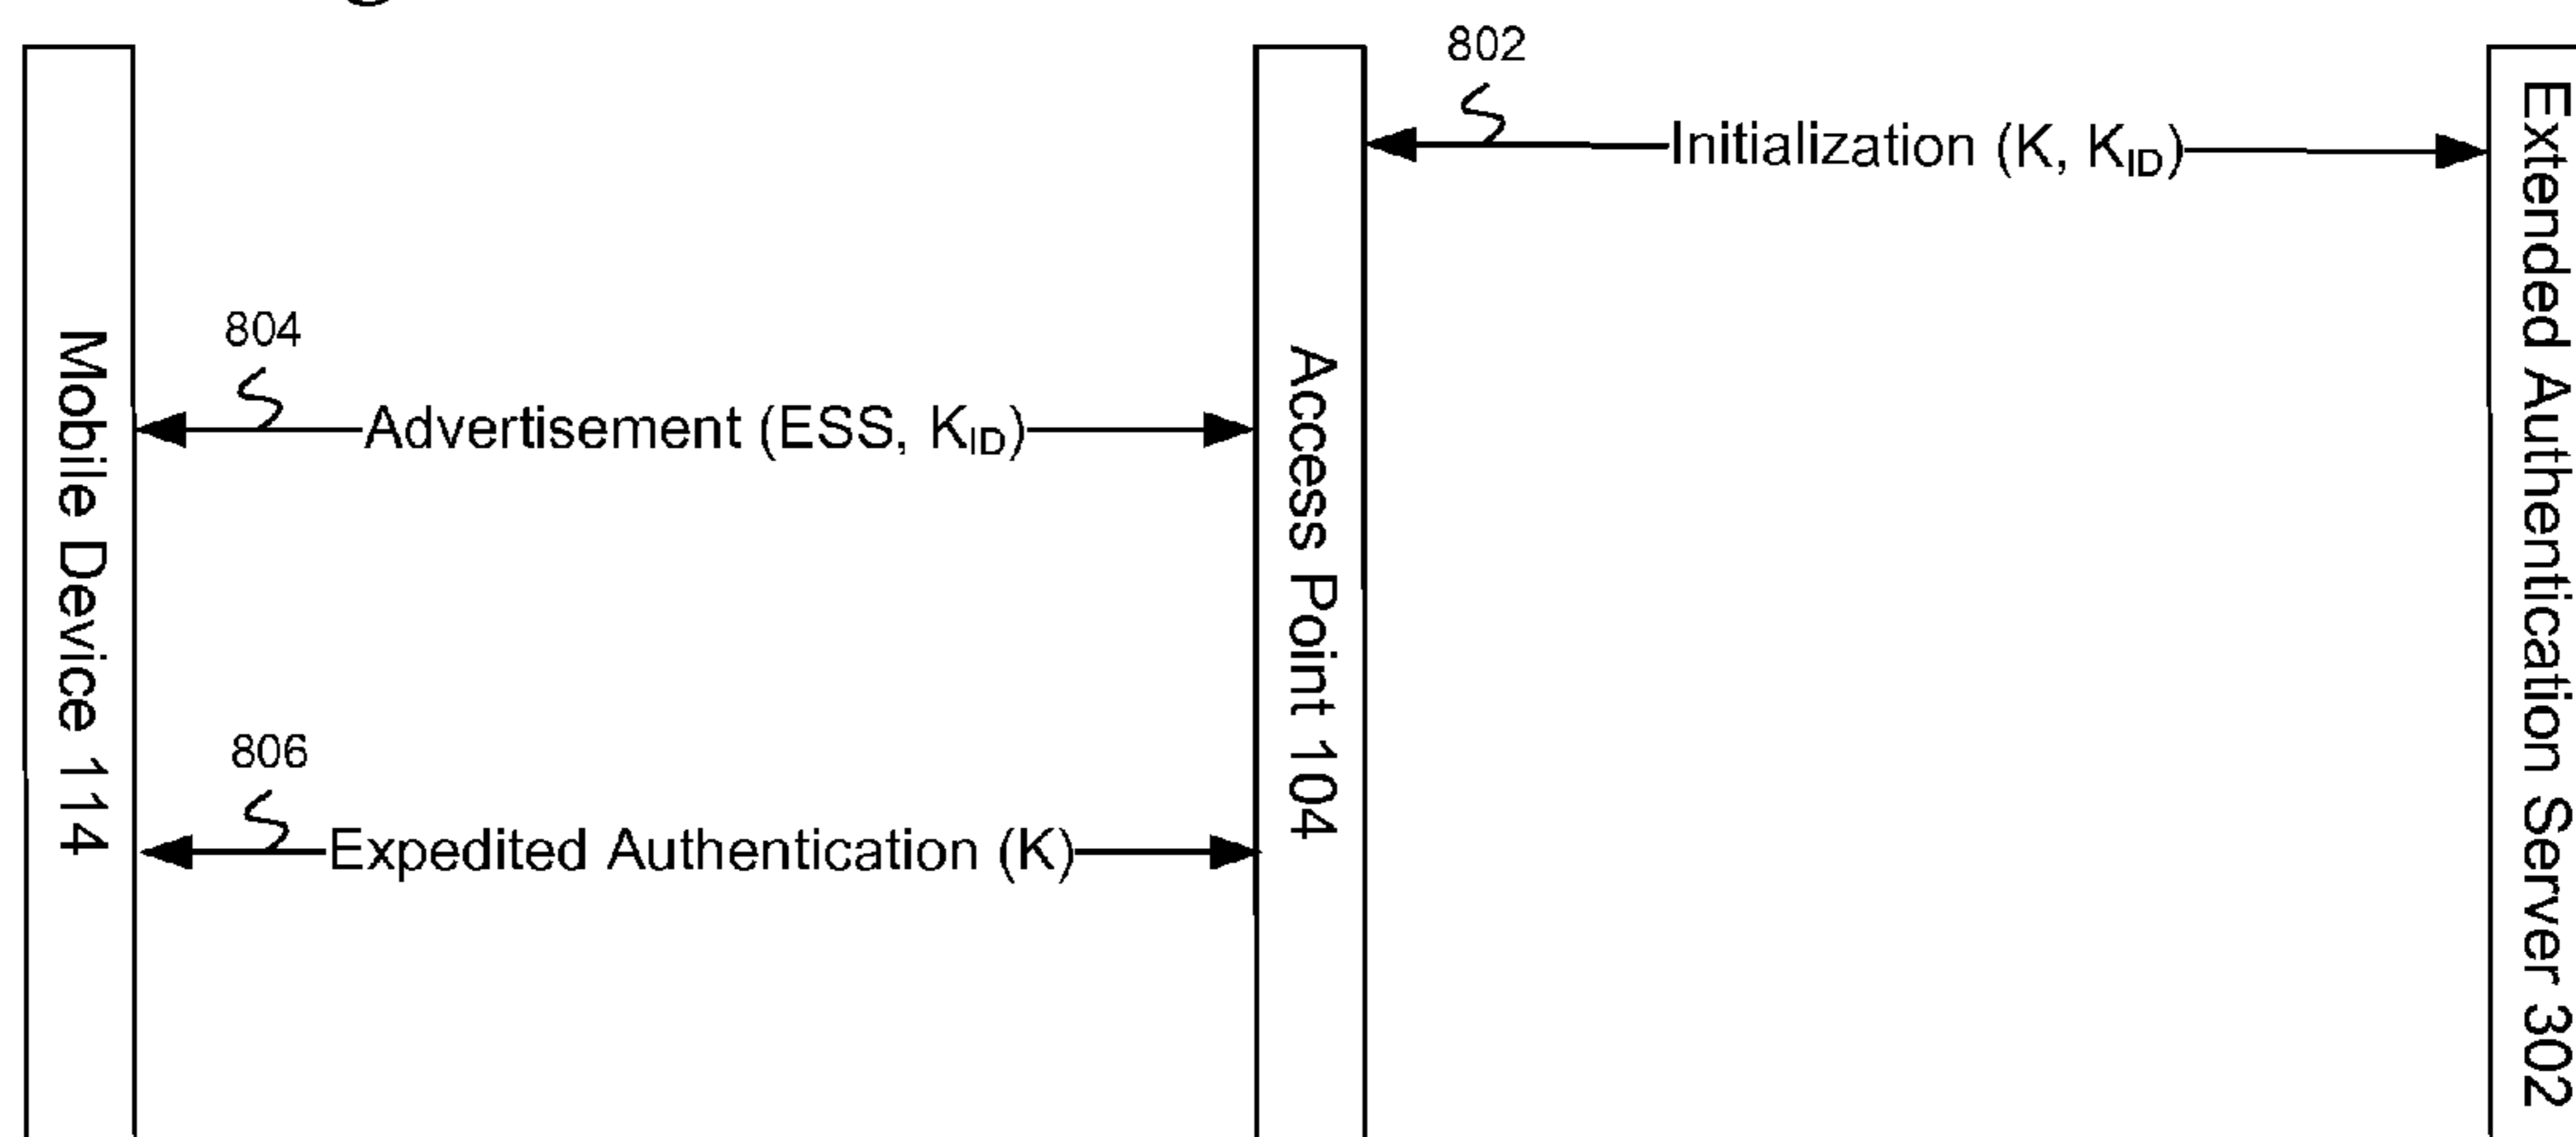 802
Initialization (K, K_ID)
804
Advertisement (ESS, K_ID)
806
Expedited Authentication (K)
Mobile Device 114
Access Point 104
Extended Authentication Server 302